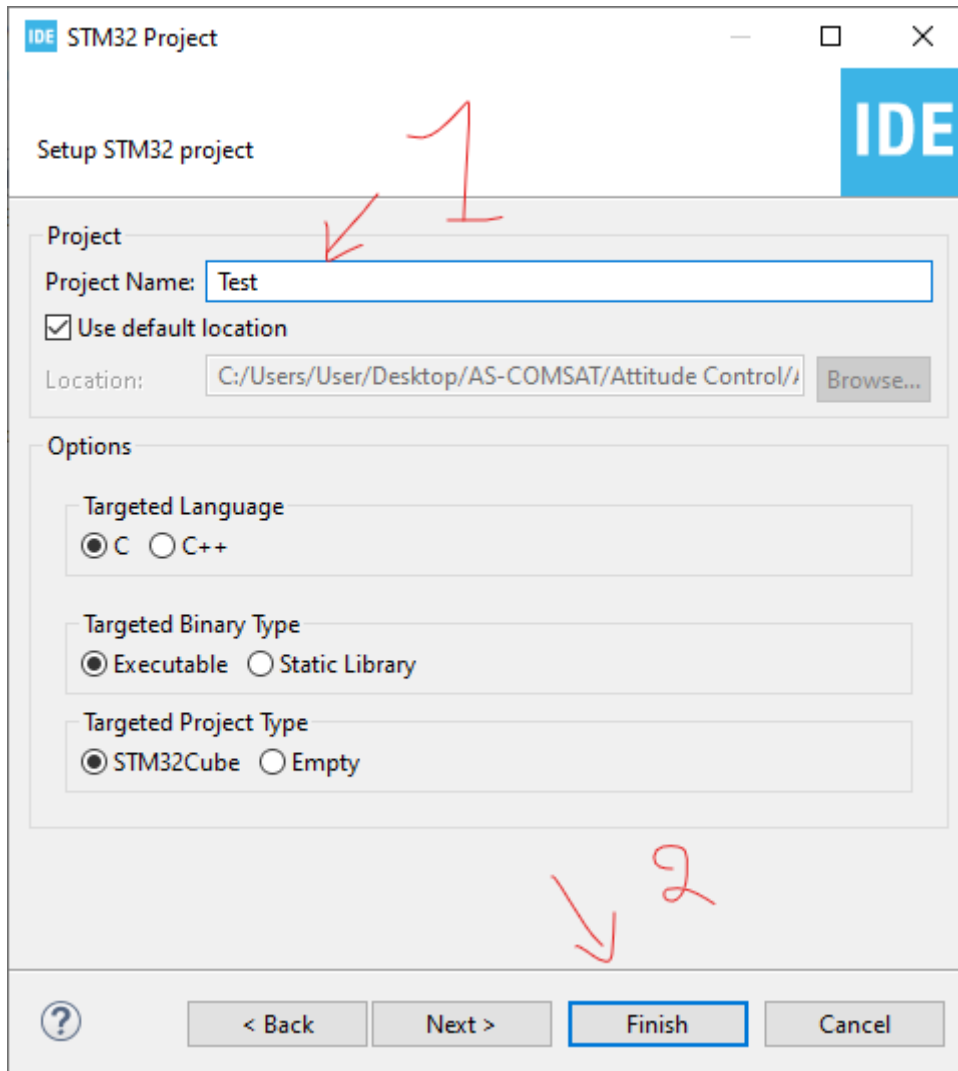 IDE STM32 Project
1
Setup STM32 project
IDE
Project
Project Name: Test
Use default location
Location: C:/Users/User/Desktop/AS-COMSAT/Attitude Control/ Browse...
Options
Targeted Language
C C++
Targeted Binary Type
Executable Static Library
Targeted Project Type
STM32Cube Empty
2
? < Back Next > Finish Cancel